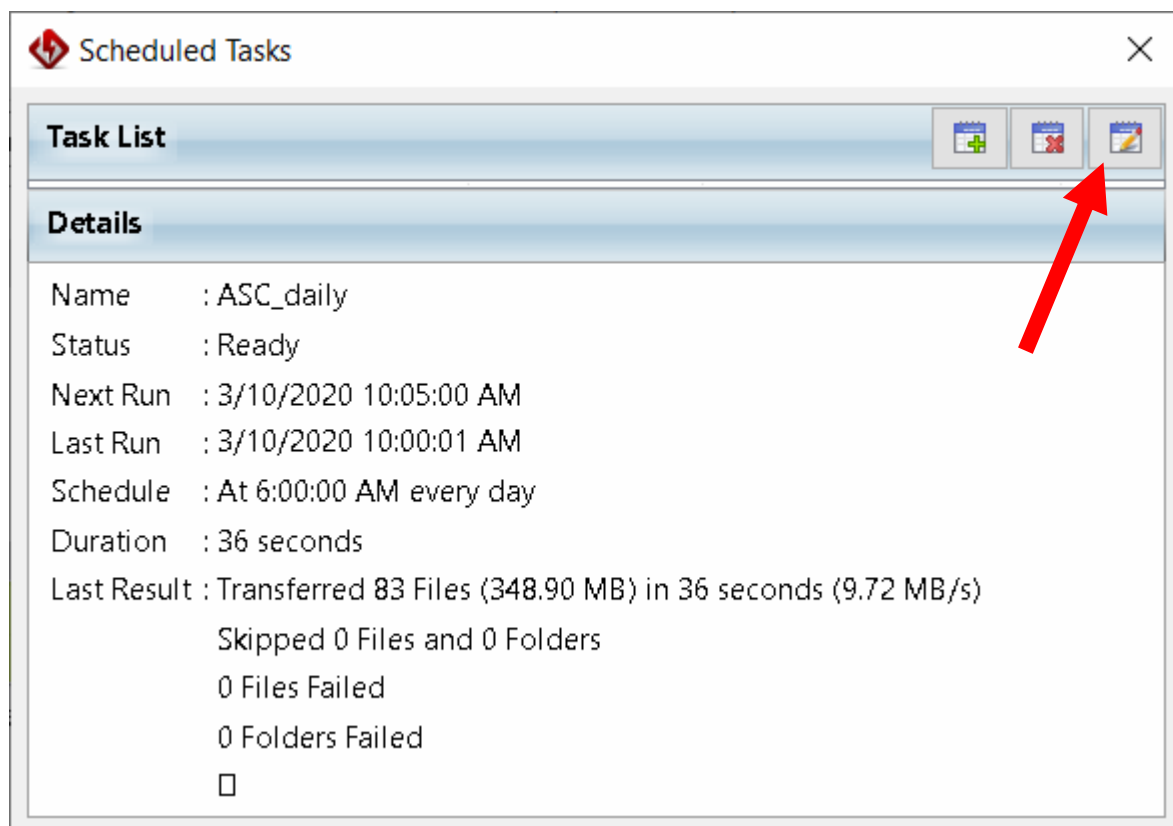 Scheduled Tasks
Task List
Details
Name : ASC_daily
Status : Ready
Next Run : 3/10/2020 10:05:00 AM
Last Run : 3/10/2020 10:00:01 AM
Schedule : At 6:00:00 AM every day
Duration : 36 seconds
Last Result : Transferred 83 Files (348.90 MB) in 36 seconds (9.72 MB/s)
Skipped 0 Files and 0 Folders
0 Files Failed
0 Folders Failed